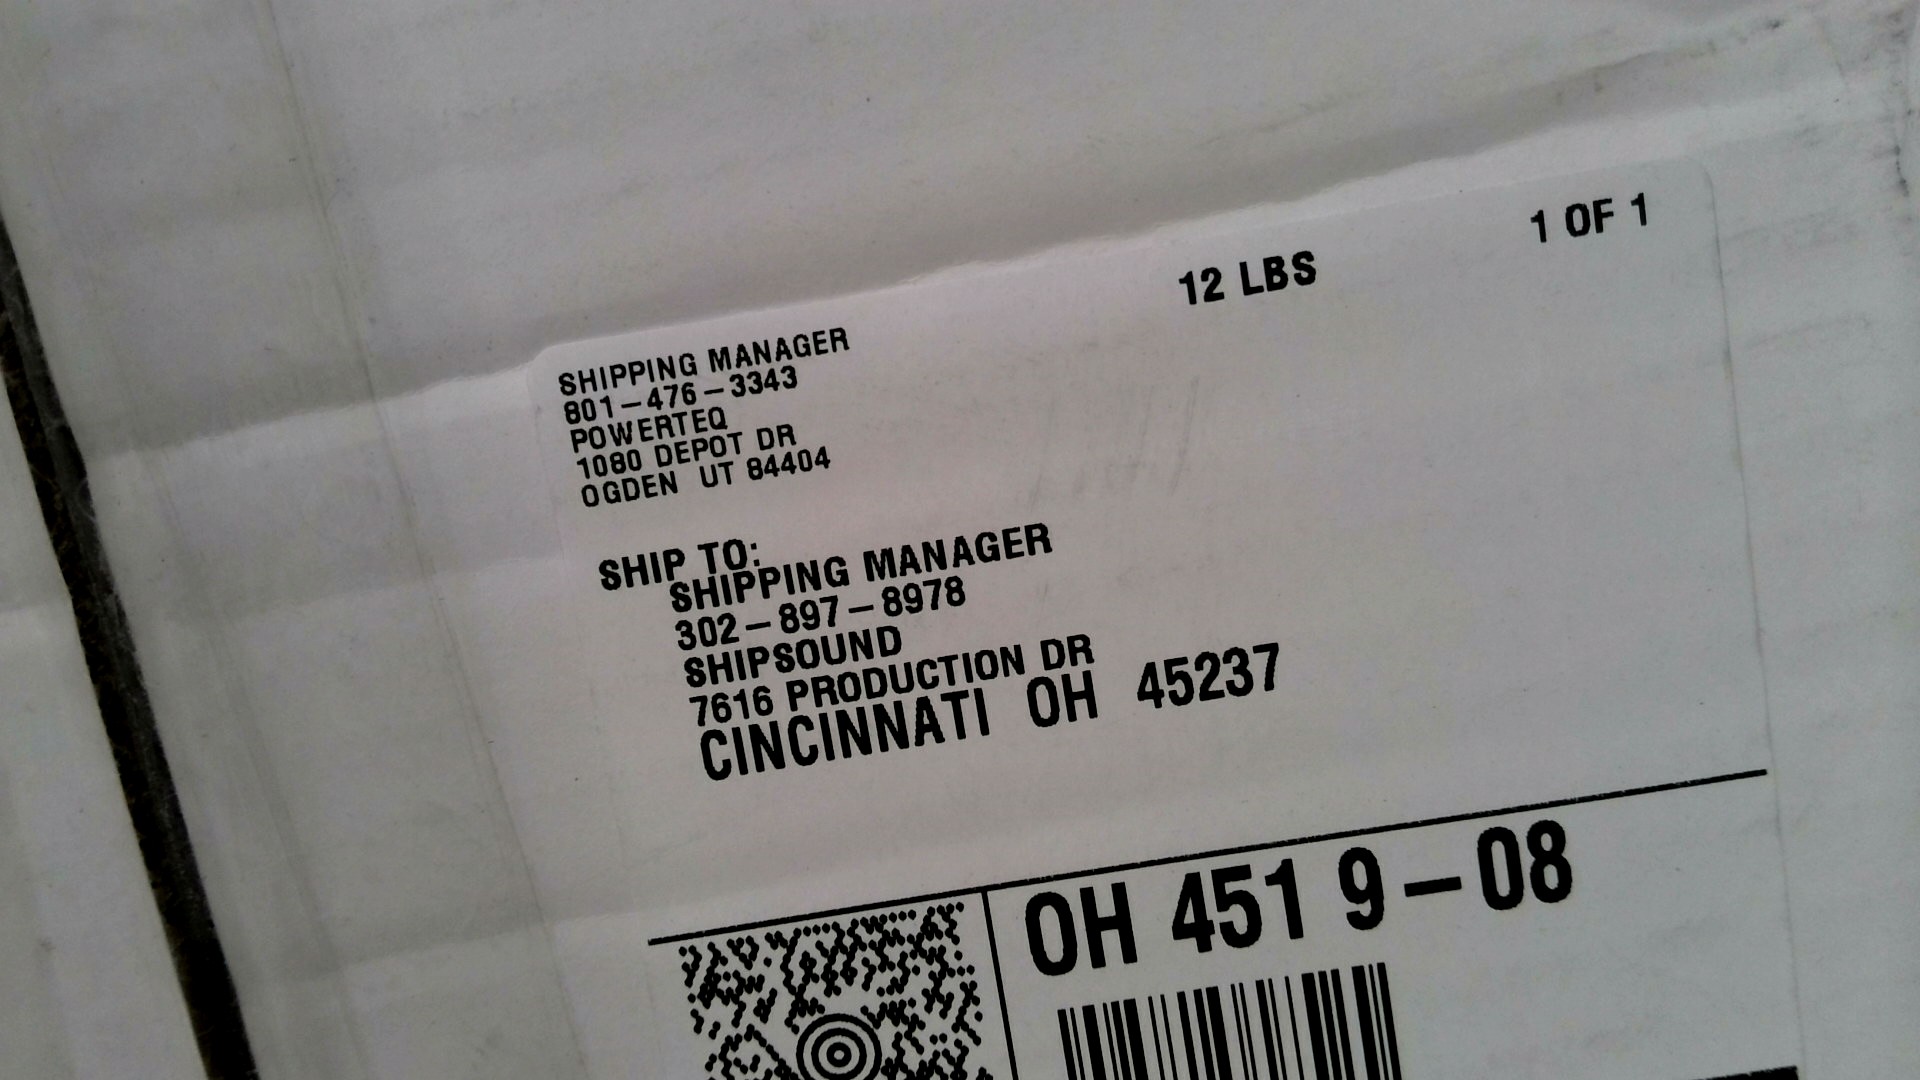 1 OF 1
12 LBS
SHIPPING MANAGER
801-476-3343
POWERTEQ
1080 DEPOT DR
OGDEN UT 84404
SHIP TO:
SHIPPING MANAGER
302-897-8978
SHIPSOUND
7616 PRODUCTION DR
CINCINNATI OH 45237
OH 451 9-08